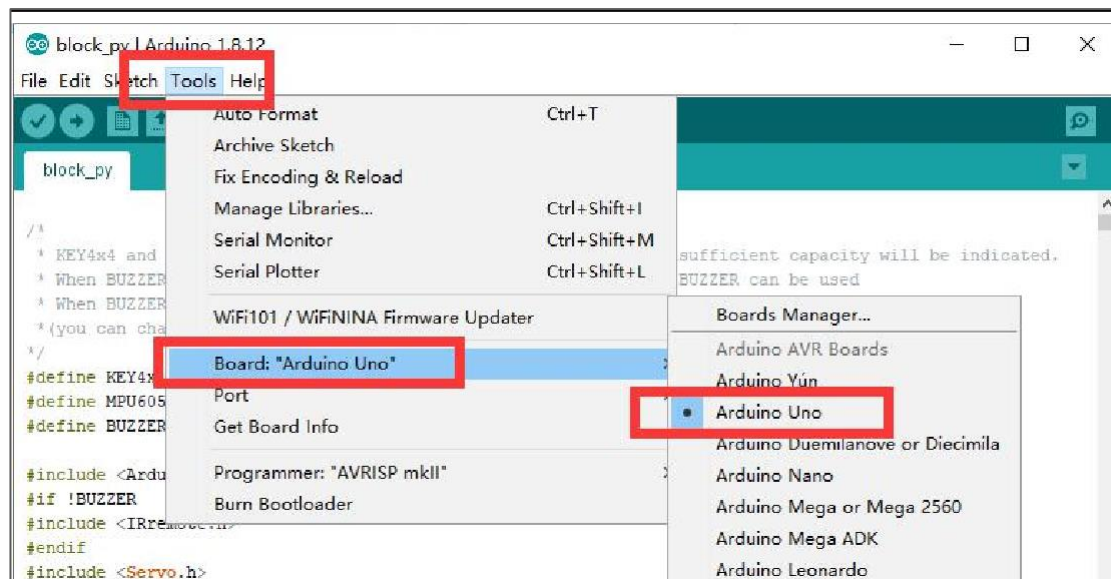 block_py | Arduino 1.8.12
File Edit Sketch Tools Help
Auto Format Ctrl+T
Archive Sketch
block_py
Fix Encoding & Reload
Manage Libraries... Ctrl+Shift+I
Serial Monitor Ctrl+Shift+M
Serial Plotter Ctrl+Shift+L
WiFi101 / WiFiNINA Firmware Updater
Board: "Arduino Uno"
Port
Get Board Info
Programmer: "AVRISP mkII"
Burn Bootloader
Boards Manager...
Arduino AVR Boards
Arduino Yún
Arduino Uno
Arduino Duemilanove or Diecimila
Arduino Nano
Arduino Mega or Mega 2560
Arduino Mega ADK
Arduino Leonardo
/*
* KEY4x4 and sufficient capacity will be indicated.
* When BUZZER BUZZER can be used
* When BUZZER
*(you can cha
*/
#define KEY4x
#define MPU605
#define BUZZER
#include <Ardu
#if !BUZZER
#include <IRremote.h>
#endif
#include <Servo.h>